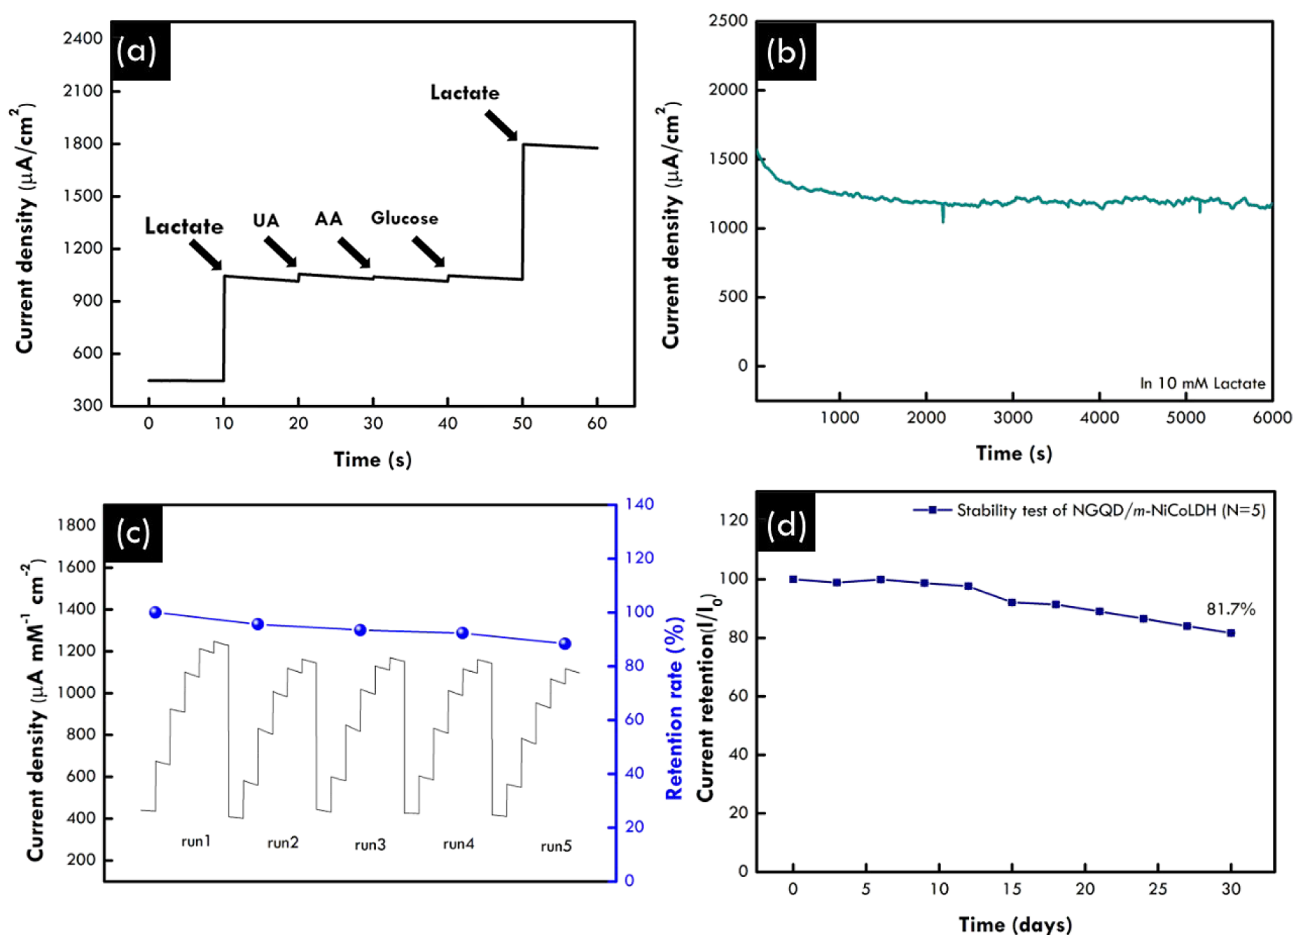 (a)
2400
2100
1800
1500
1200
900
600
300
Current density (μA/cm²)
Lactate
UA
AA
Glucose
Lactate
0 10 20 30 40 50 60
Time (s)
(b)
2500
2000
1500
1000
500
0
Current density (μA/cm²)
In 10 mM Lactate
1000 2000 3000 4000 5000 6000
Time (s)
(c)
1800
1600
1400
1200
1000
800
600
400
200
Current density (μA mM⁻¹ cm⁻²)
run1 run2 run3 run4 run5
140
120
100
80
60
40
20
0
Retention rate (%)
(d)
Stability test of NGQD/m-NiCoLDH (N=5)
120
100
80
60
40
20
0
Current retention(I/I₀)
81.7%
0 5 10 15 20 25 30
Time (days)